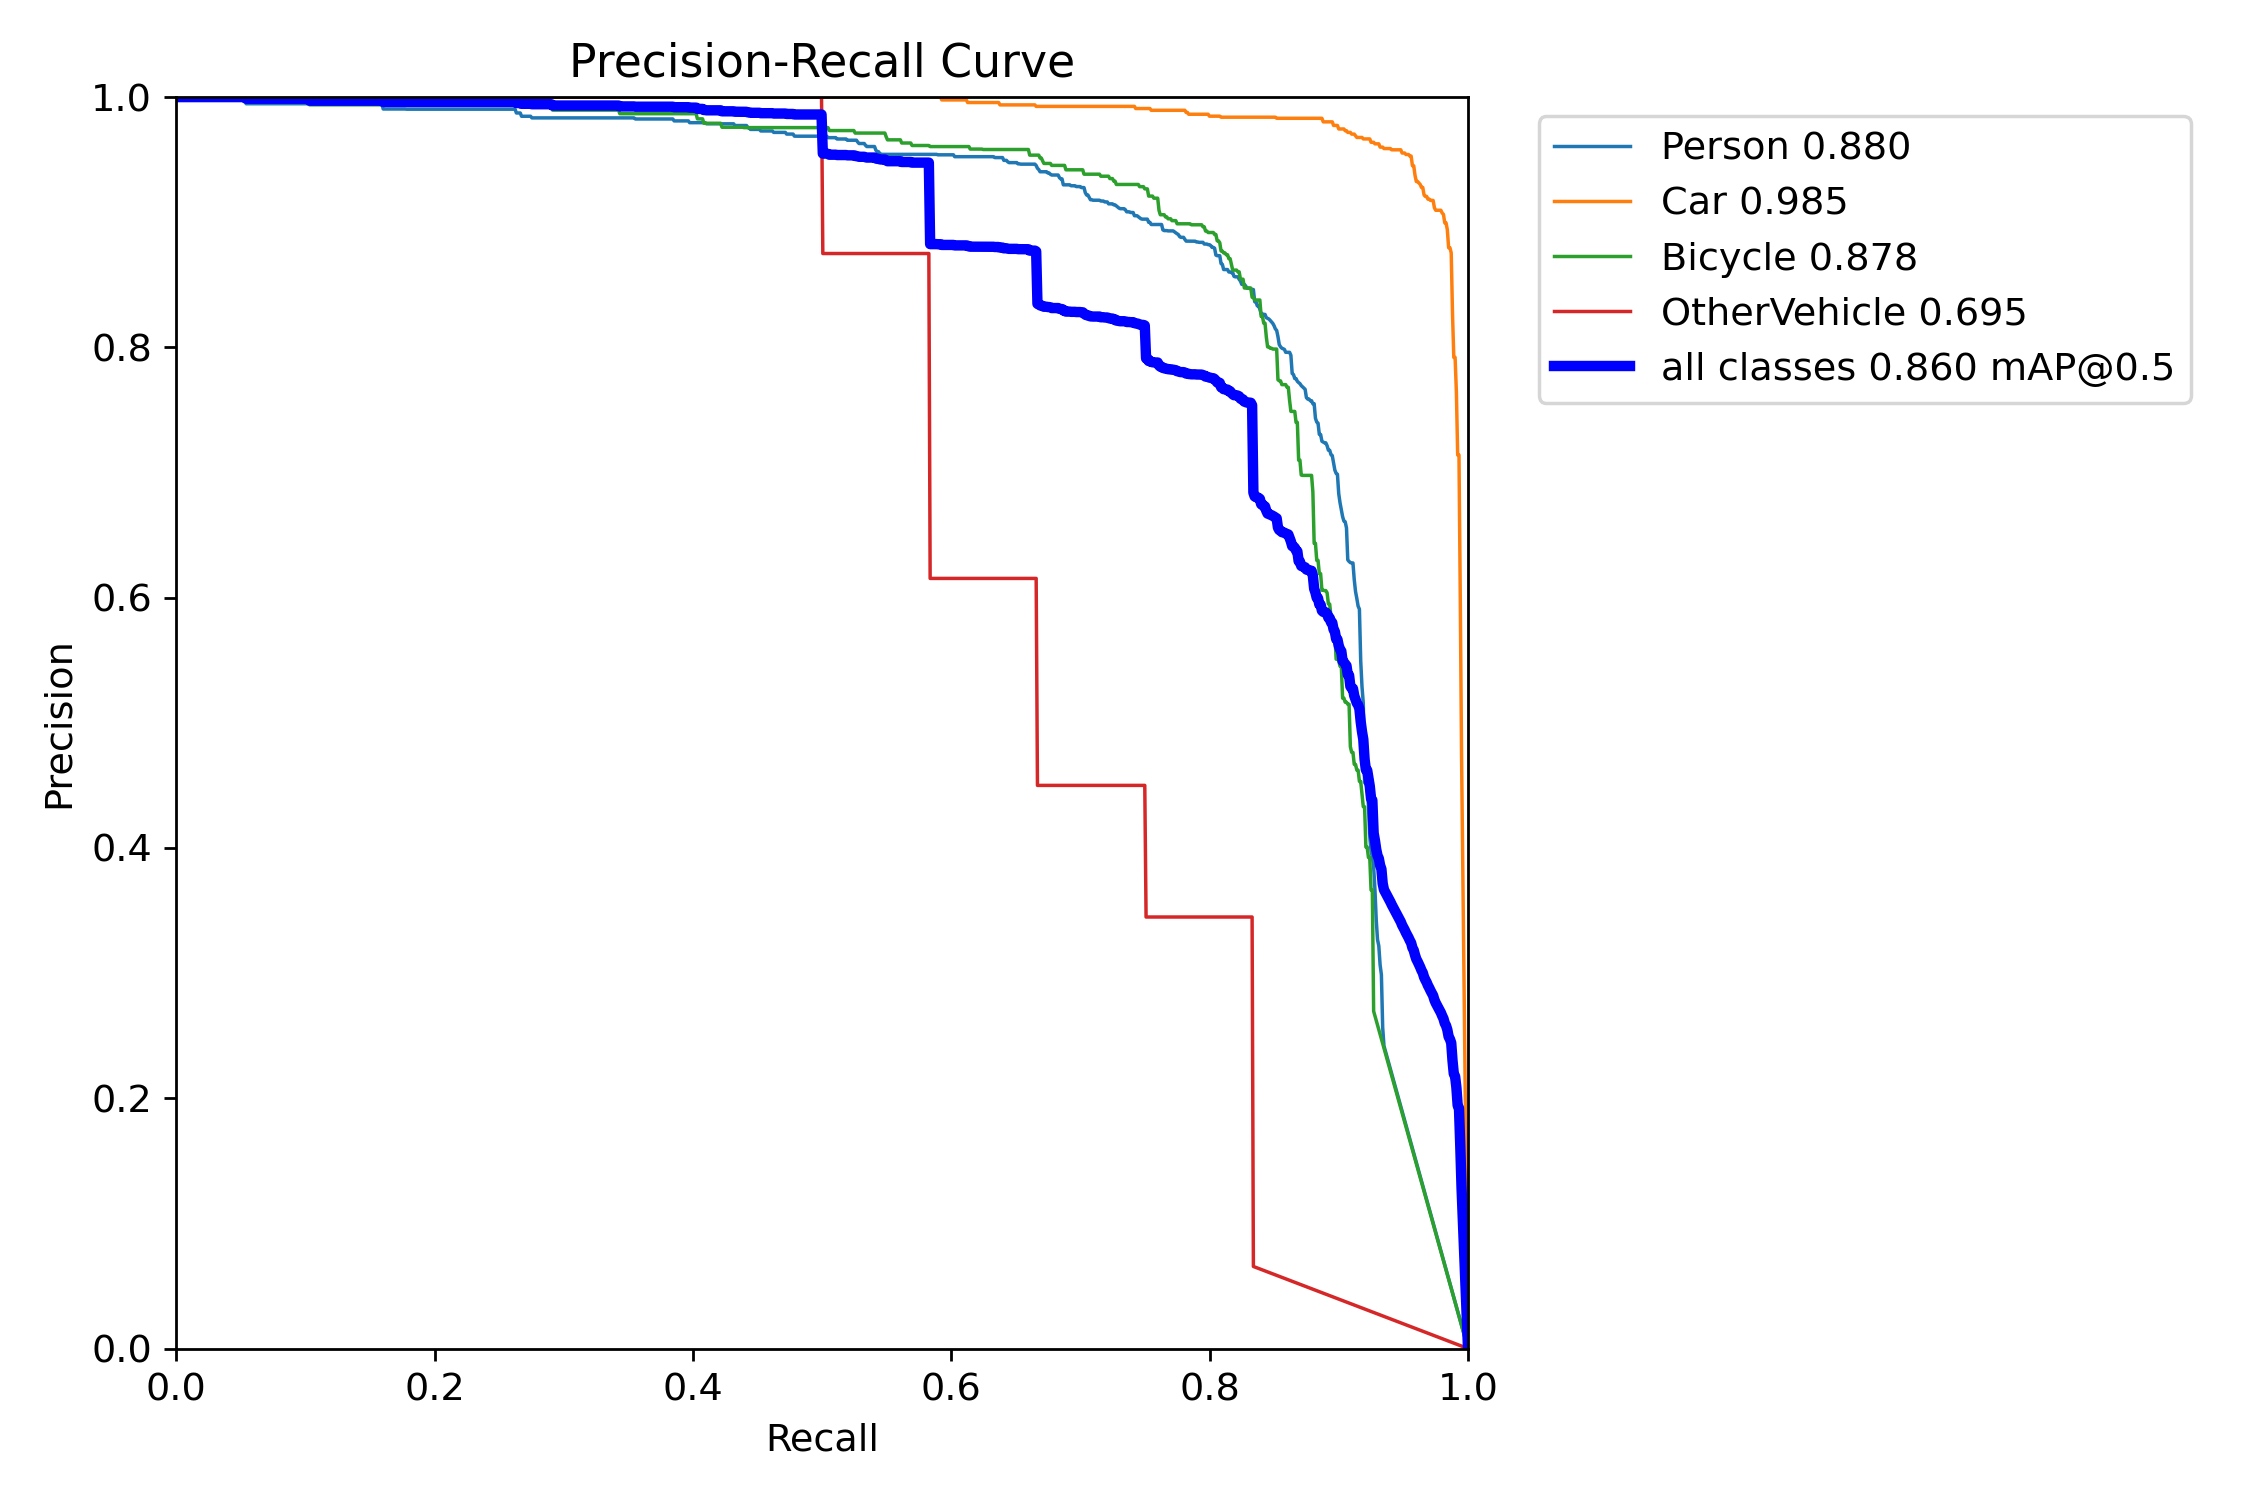 Precision-Recall Curve
1.0
0.8
0.6
0.4
0.2
0.0
Precision
0.0 0.2 0.4 0.6 0.8 1.0
Recall
Person 0.880
Car 0.985
Bicycle 0.878
OtherVehicle 0.695
all classes 0.860 mAP@0.5